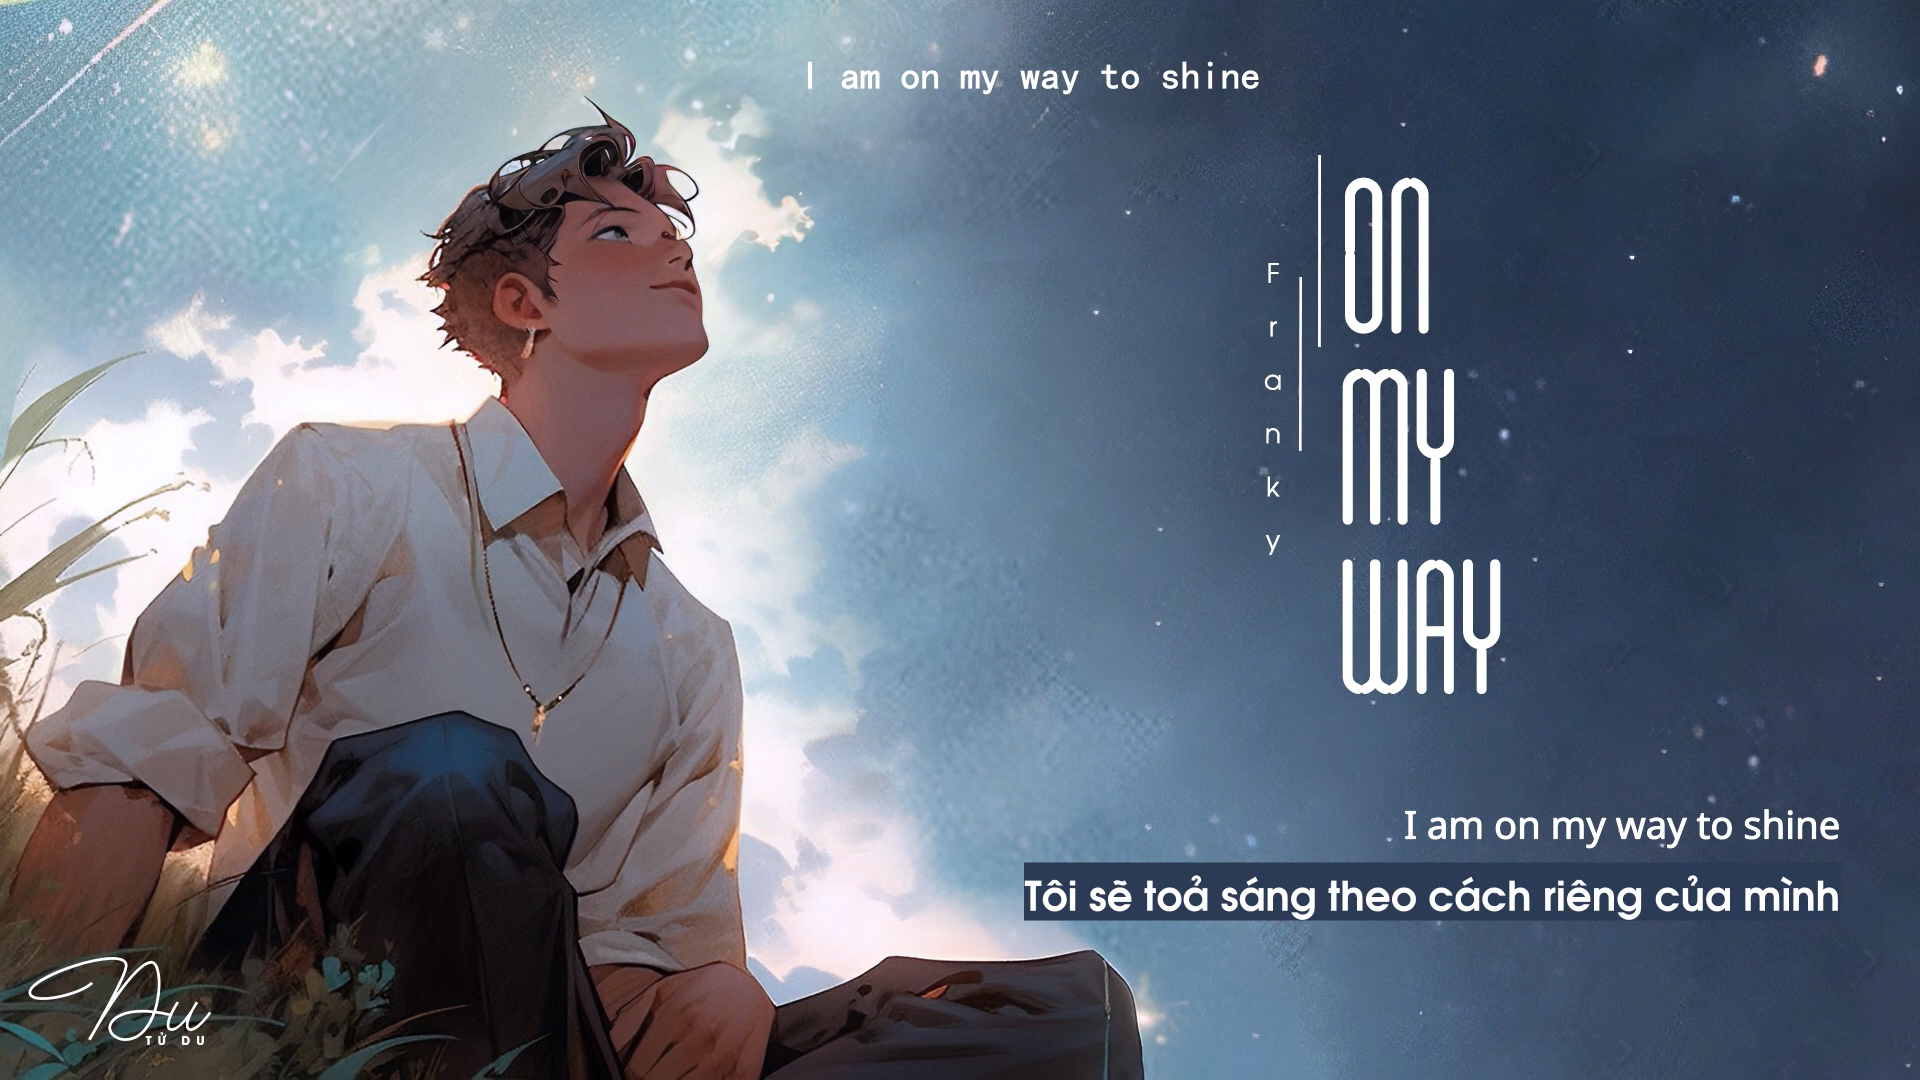 I am on my way to shine
Franky
ON
MY
WAY
I am on my way to shine
Tôi sẽ toả sáng theo cách riêng của mình
Du
TỬ DU